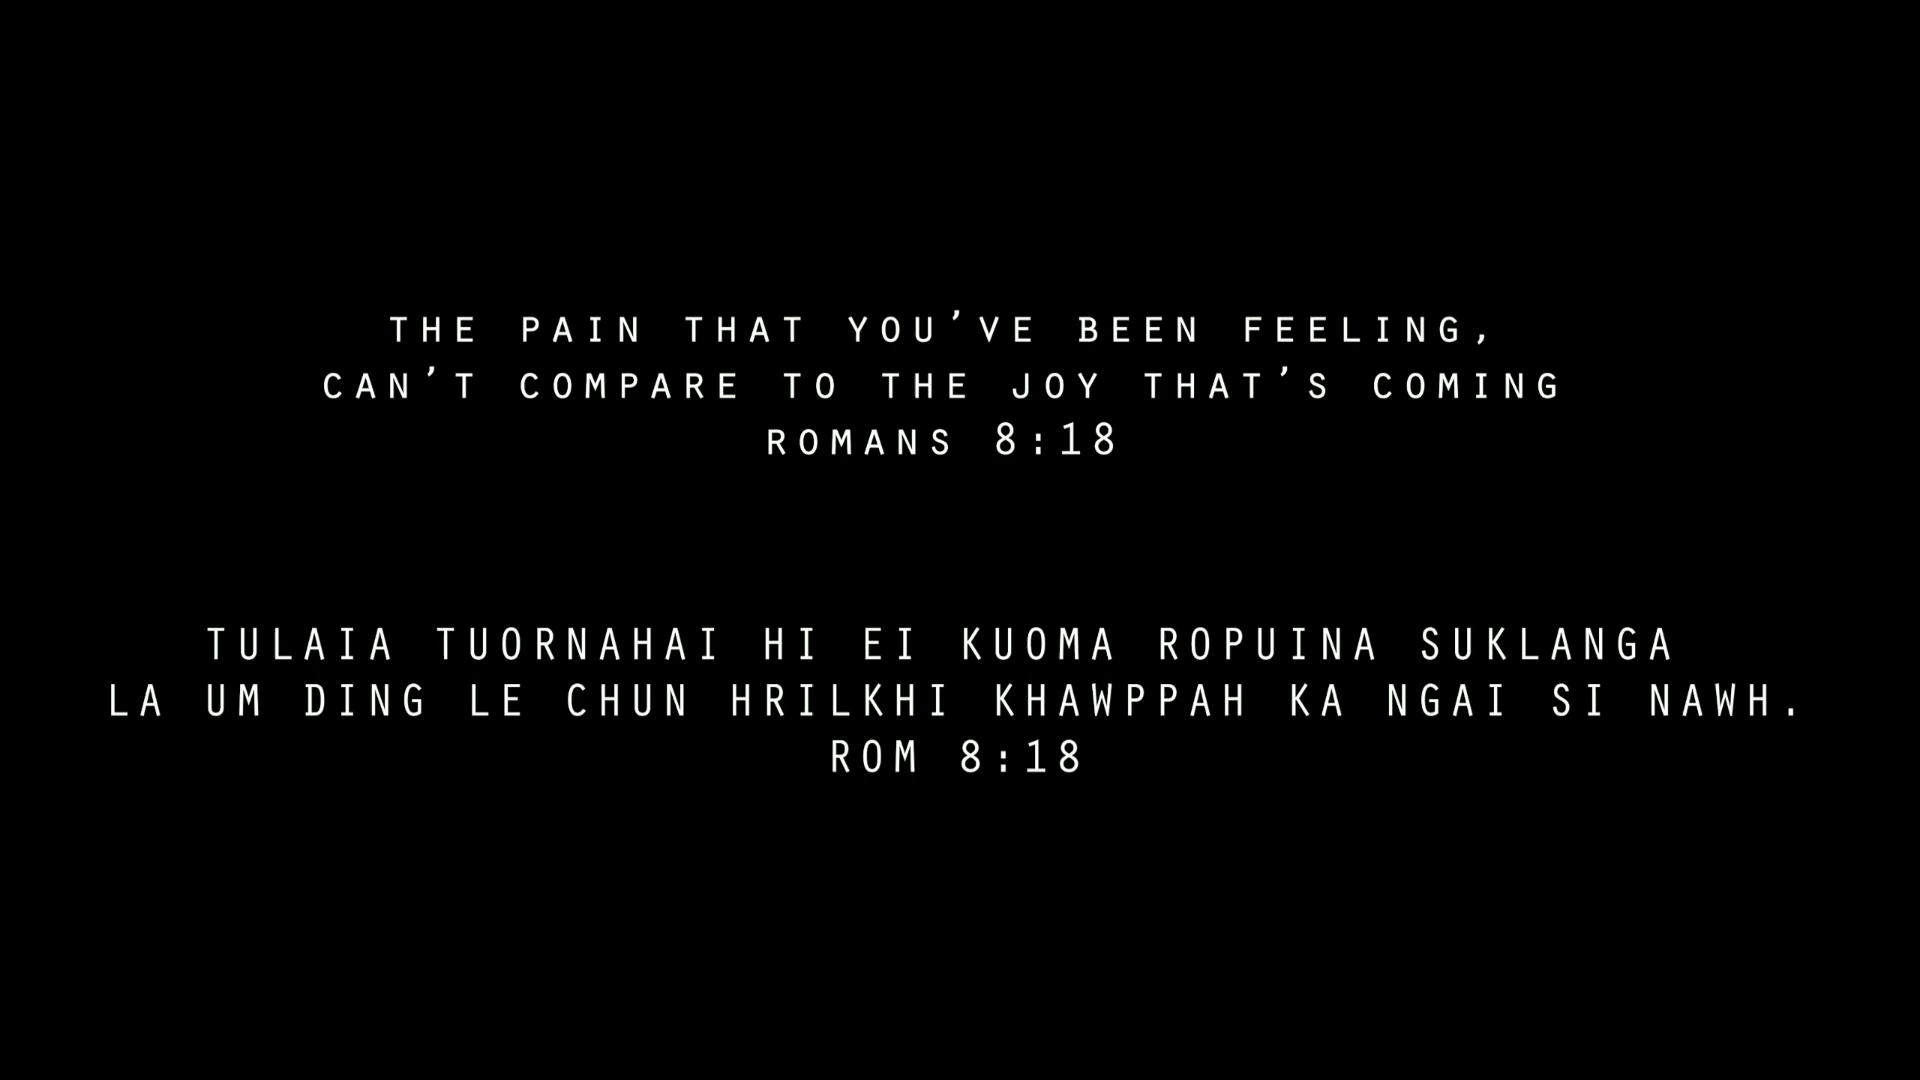 THE PAIN THAT YOU’VE BEEN FEELING,
CAN’T COMPARE TO THE JOY THAT’S COMING
ROMANS 8:18
TULAIA TUORNAHAI HI EI KUOMA ROPUINA SUKLANGA
LA UM DING LE CHUN HRILKHI KHAWPPAH KA NGAI SI NAWH.
ROM 8:18